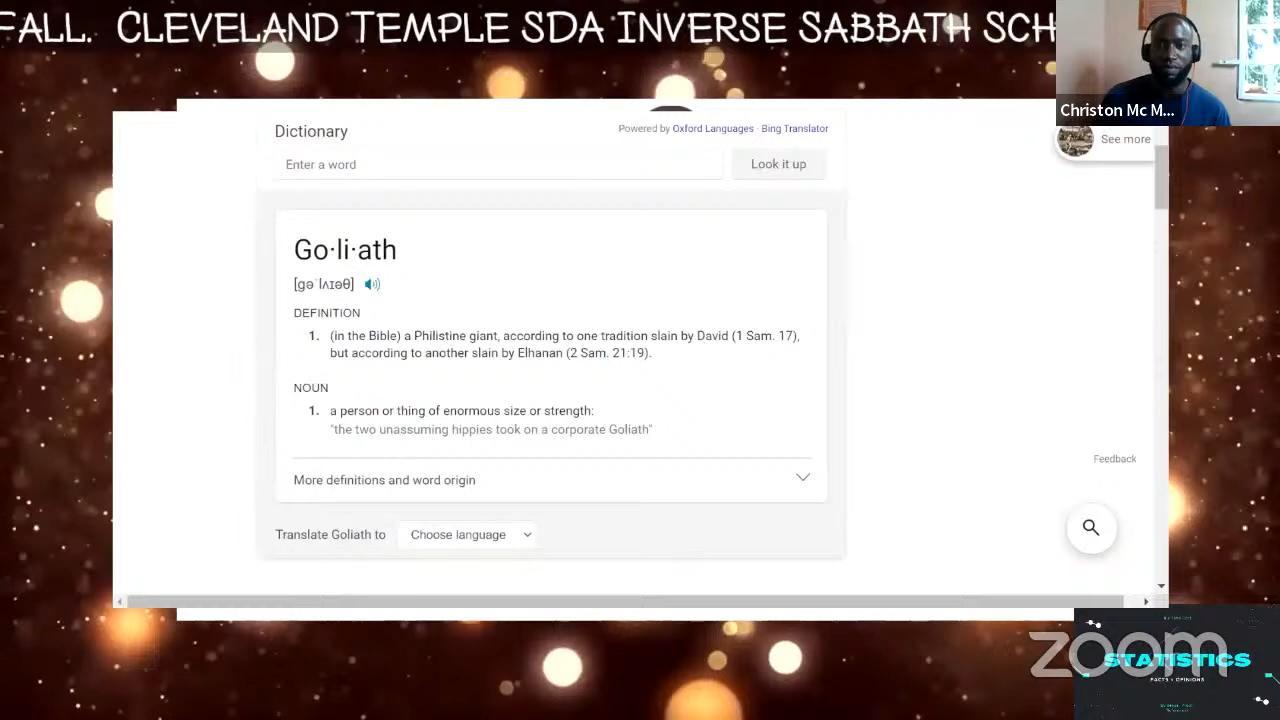 FALL. CLEVELAND TEMPLE SDA INVERSE SABBATH SCH
Christon Mc M...
See more
Dictionary
Powered by Oxford Languages · Bing Translator
Enter a word
Look it up
Go·li·ath
[ɡəˈlʌɪəθ]
DEFINITION
1. (in the Bible) a Philistine giant, according to one tradition slain by David (1 Sam. 17),
but according to another slain by Elhanan (2 Sam. 21:19).
NOUN
1. a person or thing of enormous size or strength:
"the two unassuming hippies took on a corporate Goliath"
Feedback
More definitions and word origin
Translate Goliath to
Choose language
zoom
STATISTICS
FACTS + OPINIONS